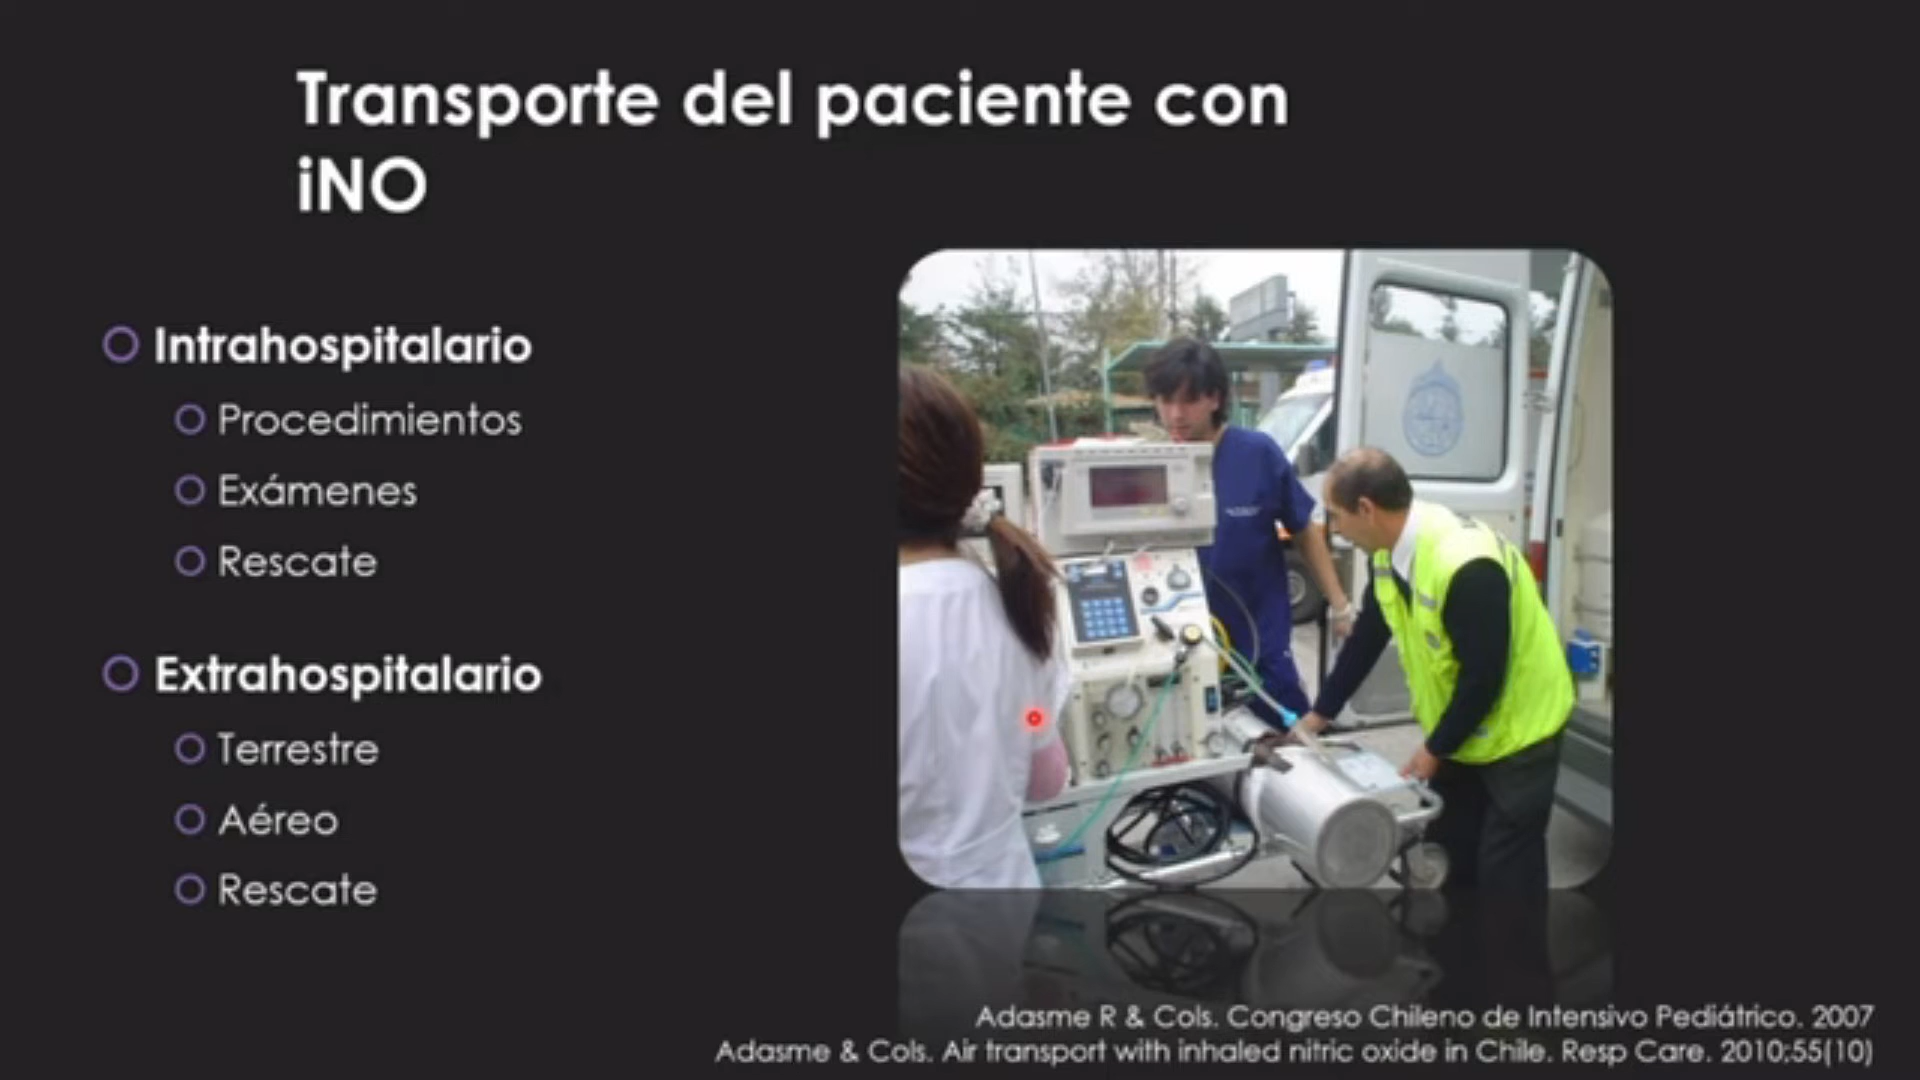 Transporte del paciente con
iNO
Intrahospitalario
Procedimientos
Exámenes
Rescate
Extrahospitalario
Terrestre
Aéreo
Rescate
Adasme R & Cols. Congreso Chileno de Intensivo Pediátrico. 2007
Adasme & Cols. Air transport with inhaled nitric oxide in Chile. Resp Care. 2010;55(10)